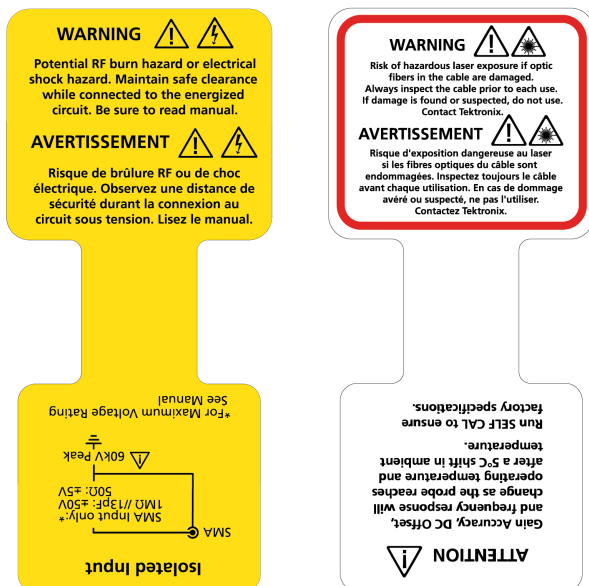 WARNING
Potential RF burn hazard or electrical
shock hazard. Maintain safe clearance
while connected to the energized
circuit. Be sure to read manual.
AVERTISSEMENT
Risque de brûlure RF ou de choc
électrique. Observez une distance de
sécurité durant la connexion au
circuit sous tension. Lisez le manual.
Isolated Input
SMA
SMA Input only:*
1MΩ //13pF: ±50V
50Ω: ±5V
60kV Peak
*For Maximum Voltage Rating
See Manual
WARNING
Risk of hazardous laser exposure if optic
fibers in the cable are damaged.
Always inspect the cable prior to each use.
If damage is found or suspected, do not use.
Contact Tektronix.
AVERTISSEMENT
Risque d'exposition dangereuse au laser
si les fibres optiques du câble sont
endommagées. Inspectez toujours le câble
avant chaque utilisation. En cas de dommage
avéré ou suspecté, ne pas l'utiliser.
Contactez Tektronix.
ATTENTION
Gain Accuracy, DC Offset,
and frequency response will
change as the probe reaches
operating temperature and
after a 5°C shift in ambient
temperature.
Run SELF CAL to ensure
factory specifications.